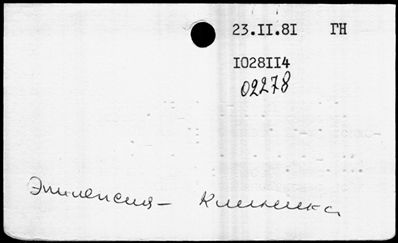 23.II.81 ГН
I028II4
02278
Эпилепсия – Клиника